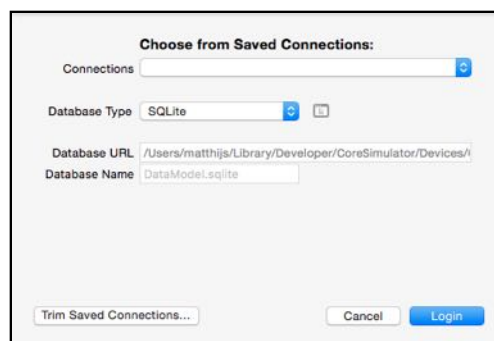 Choose from Saved Connections:
Connections
Database Type SQLite
Database URL /Users/matthijs/Library/Developer/CoreSimulator/Devices/
Database Name DataModel.sqlite
Trim Saved Connections... Cancel Login